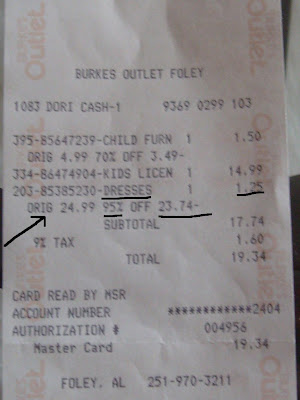 BURKES OUTLET FOLEY
1083 DORI CASH-1 9369 0299 103
395-85647239-CHILD FURN 1 1.50
ORIG 4.99 70% OFF 3.49-
334-86474904-KIDS LICEN 1 14.99
203-85385230-DRESSES 1 1.25
ORIG 24.99 95% OFF 23.74-
SUBTOTAL 17.74
9% TAX 1.60
TOTAL 19.34
CARD READ BY MSR
ACCOUNT NUMBER ************2404
AUTHORIZATION # 004956
Master Card 19.34
FOLEY, AL 251-970-3211
Outlet
Outlet